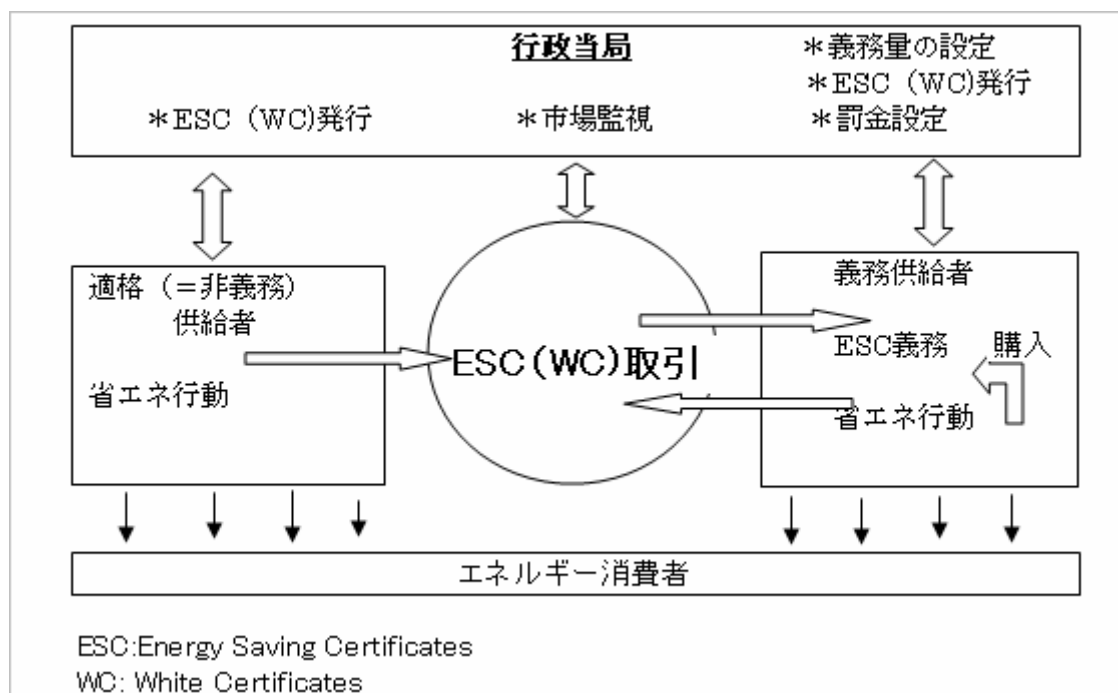 行政当局
＊ESC (WC)発行
＊市場監視
＊義務量の設定
＊ESC (WC)発行
＊罰金設定
適格（＝非義務）
供給者
省エネ行動
ESC(WC)取引
義務供給者
ESC義務
購入
省エネ行動
エネルギー消費者
ESC:Energy Saving Certificates
WC: White Certificates